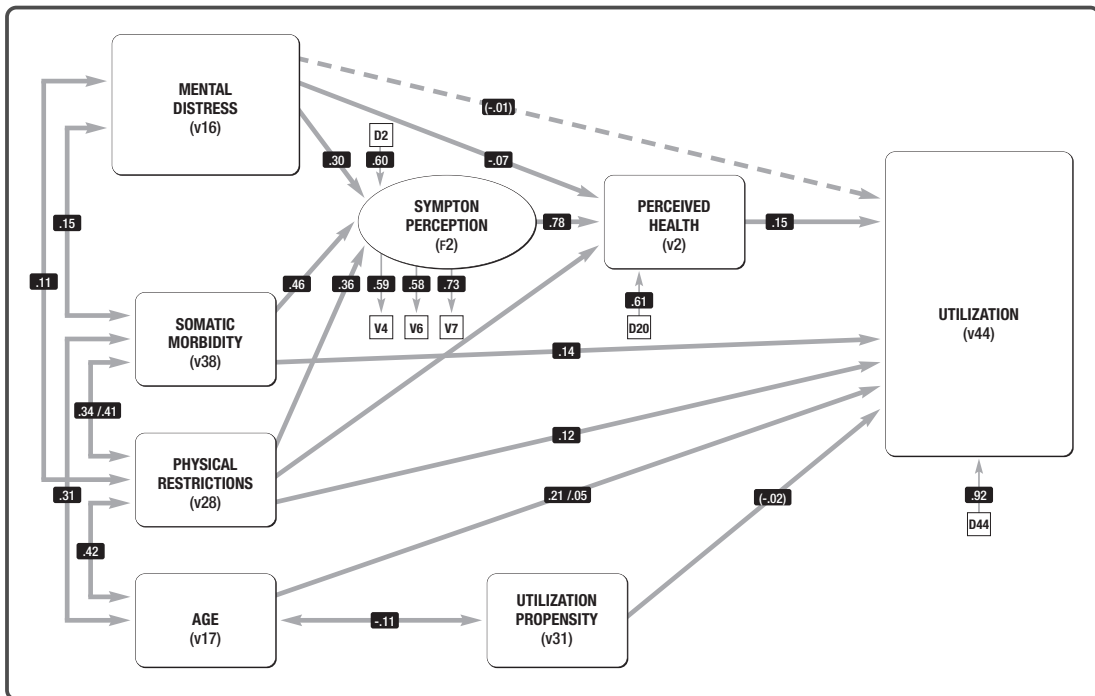 MENTAL
DISTRESS
(v16)
(-.01)
D2
.60
.30
-.07
SYMPTON
PERCEPTION
(F2)
.78
PERCEIVED
HEALTH
(v2)
.15
.15
.11
.46
.36
.59
.58
.73
V4
V6
V7
.61
D20
UTILIZATION
(v44)
SOMATIC
MORBIDITY
(v38)
.14
.34 /.41
PHYSICAL
RESTRICTIONS
(v28)
.12
.31
.21 /.05
(-.02)
.92
D44
.42
AGE
(v17)
-.11
UTILIZATION
PROPENSITY
(v31)